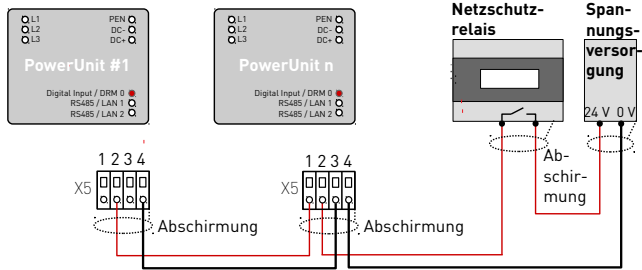 L1 PEN
L2 DC-
L3 DC+
PowerUnit #1
Digital Input / DRM 0
RS485 / LAN 1
RS485 / LAN 2
L1 PEN
L2 DC-
L3 DC+
PowerUnit n
Digital Input / DRM 0
RS485 / LAN 1
RS485 / LAN 2
Netzschutz-
relais
Span-
nungs-
versor-
gung
24 V 0 V
Ab-
schir-
mung
1 2 3 4
X5
Abschirmung
1 2 3 4
X5
Abschirmung